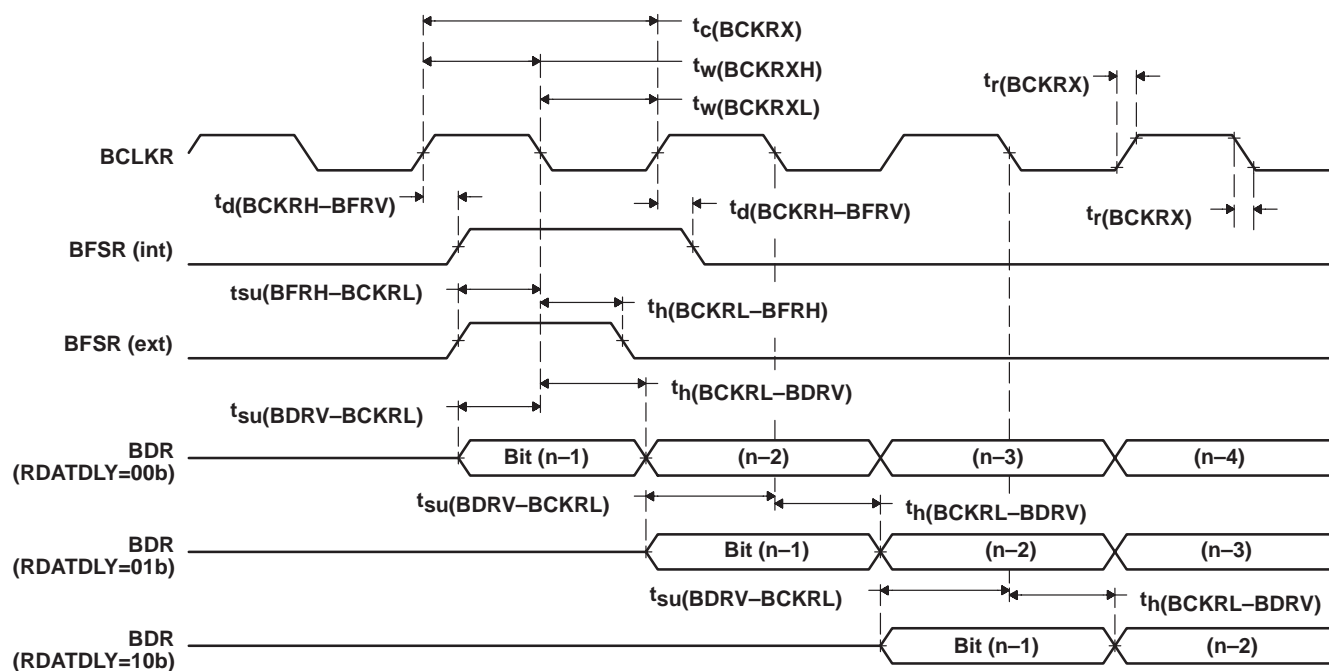 tc(BCKRX)
tw(BCKRXH)
tr(BCKRX)
tw(BCKRXL)
BCLKR
td(BCKRH–BFRV)
td(BCKRH–BFRV)
tr(BCKRX)
BFSR (int)
tsu(BFRH–BCKRL)
th(BCKRL–BFRH)
BFSR (ext)
th(BCKRL–BDRV)
tsu(BDRV–BCKRL)
BDR
(RDATDLY=00b)
Bit (n–1)
(n–2)
(n–3)
(n–4)
tsu(BDRV–BCKRL)
th(BCKRL–BDRV)
BDR
(RDATDLY=01b)
Bit (n–1)
(n–2)
(n–3)
tsu(BDRV–BCKRL)
th(BCKRL–BDRV)
BDR
(RDATDLY=10b)
Bit (n–1)
(n–2)